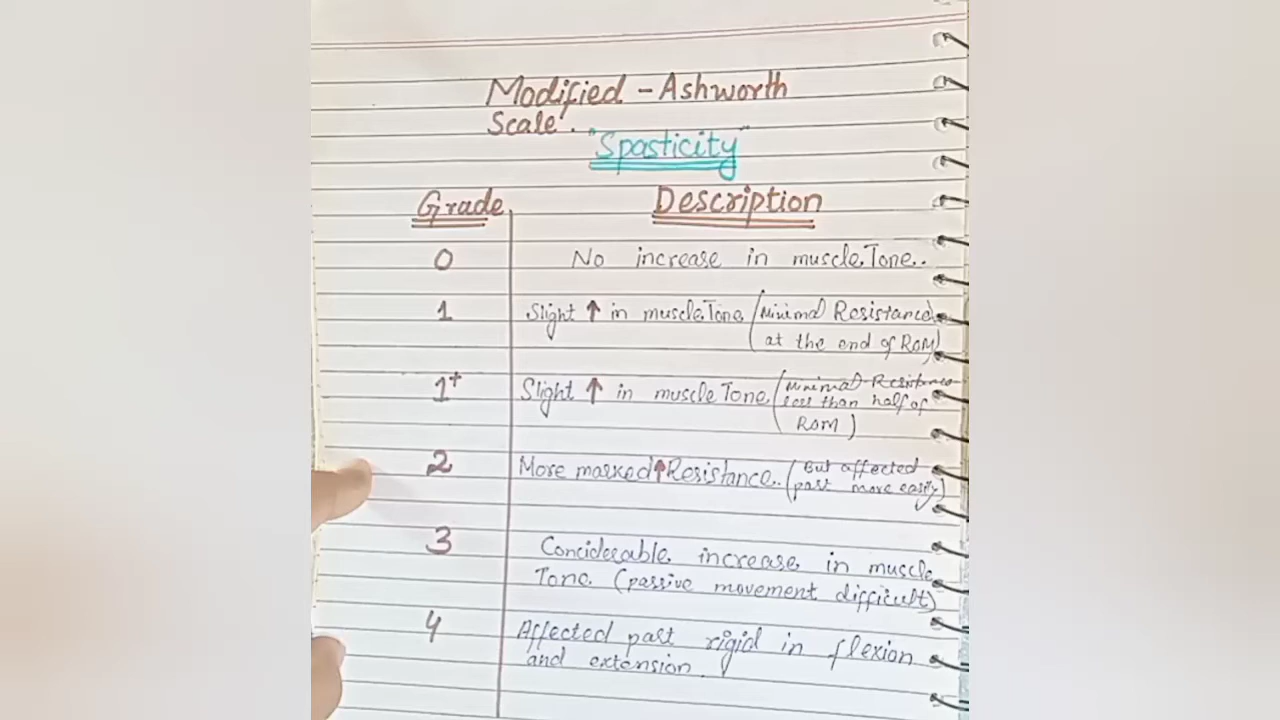 Modified - Ashworth
Scale.
"Spasticity"
Grade Description
0 No increase in muscle Tone.
1 Slight ↑ in muscle Tone (Minimal Resistance
at the end of ROM)
1+ Slight ↑ in muscle Tone (Minimal Resistance
less than half of
ROM)
2 More marked ↑ Resistance. (But affected
part move easily)
3 Conciderable increase in muscle
Tone (passive movement difficult)
4 Affected part rigid in flexion
and extension.